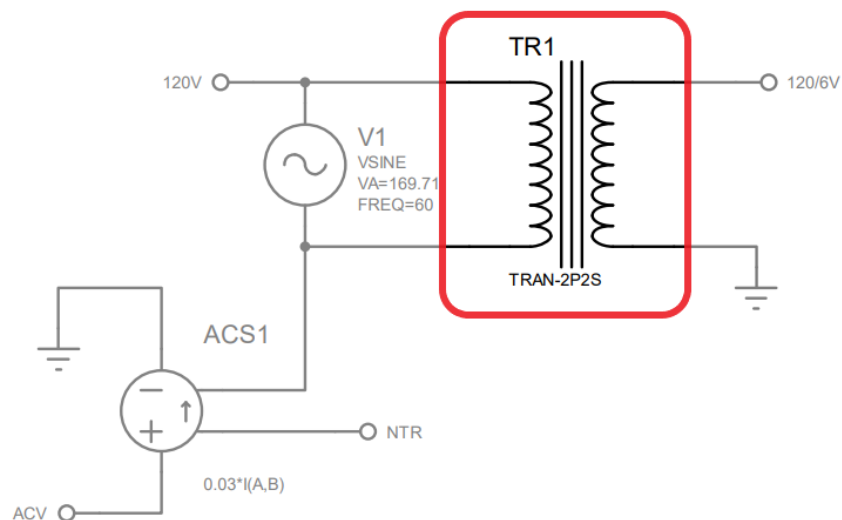 TR1
120V
120/6V
V1
VSINE
VA=169.71
FREQ=60
TRAN-2P2S
ACS1
NTR
0.03*I(A,B)
ACV